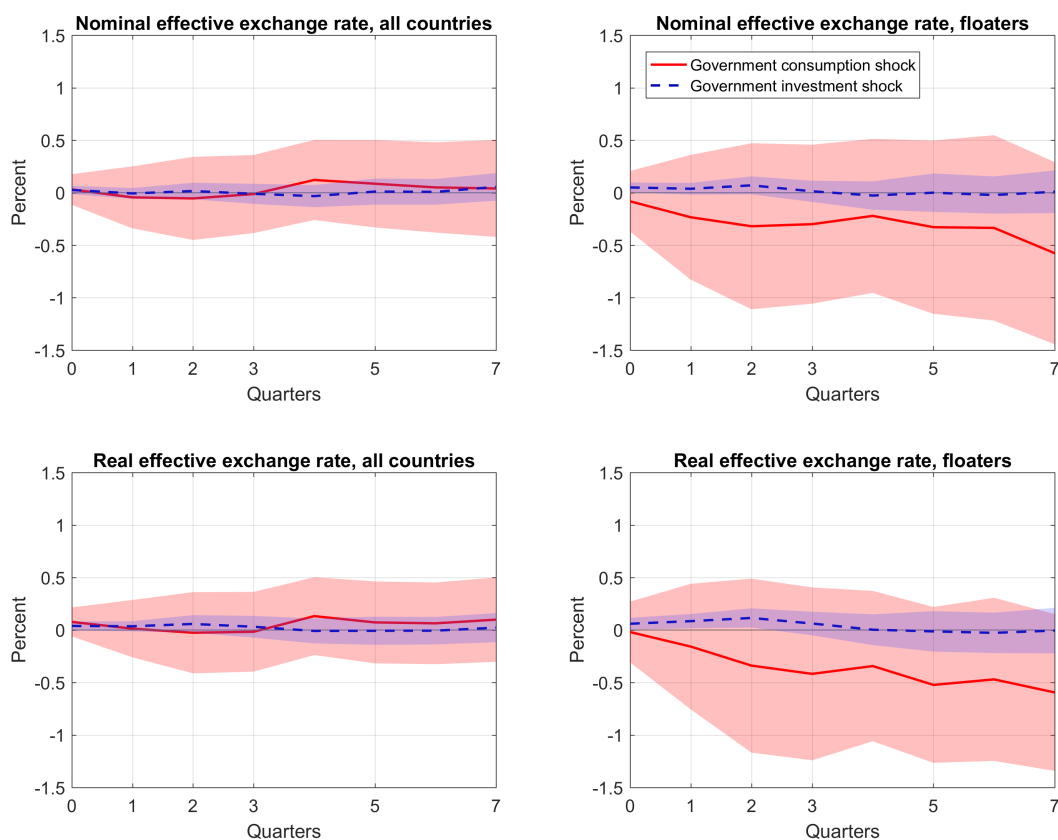 Nominal effective exchange rate, all countries
1.5
1
0.5
0
-0.5
-1
-1.5
Percent
0 1 2 3 5 7
Quarters
Nominal effective exchange rate, floaters
Government consumption shock
Government investment shock
1.5
1
0.5
0
-0.5
-1
-1.5
Percent
0 1 2 3 5 7
Quarters
Real effective exchange rate, all countries
1.5
1
0.5
0
-0.5
-1
-1.5
Percent
0 1 2 3 5 7
Quarters
Real effective exchange rate, floaters
1.5
1
0.5
0
-0.5
-1
-1.5
Percent
0 1 2 3 5 7
Quarters